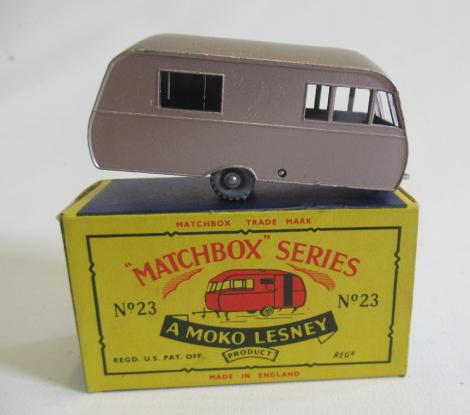 MATCHBOX TRADE MARK
"MATCHBOX" SERIES
Nº23 Nº23
A MOKO LESNEY
PRODUCT
REGD. U.S. PAT. OFF. REGD
MADE IN ENGLAND